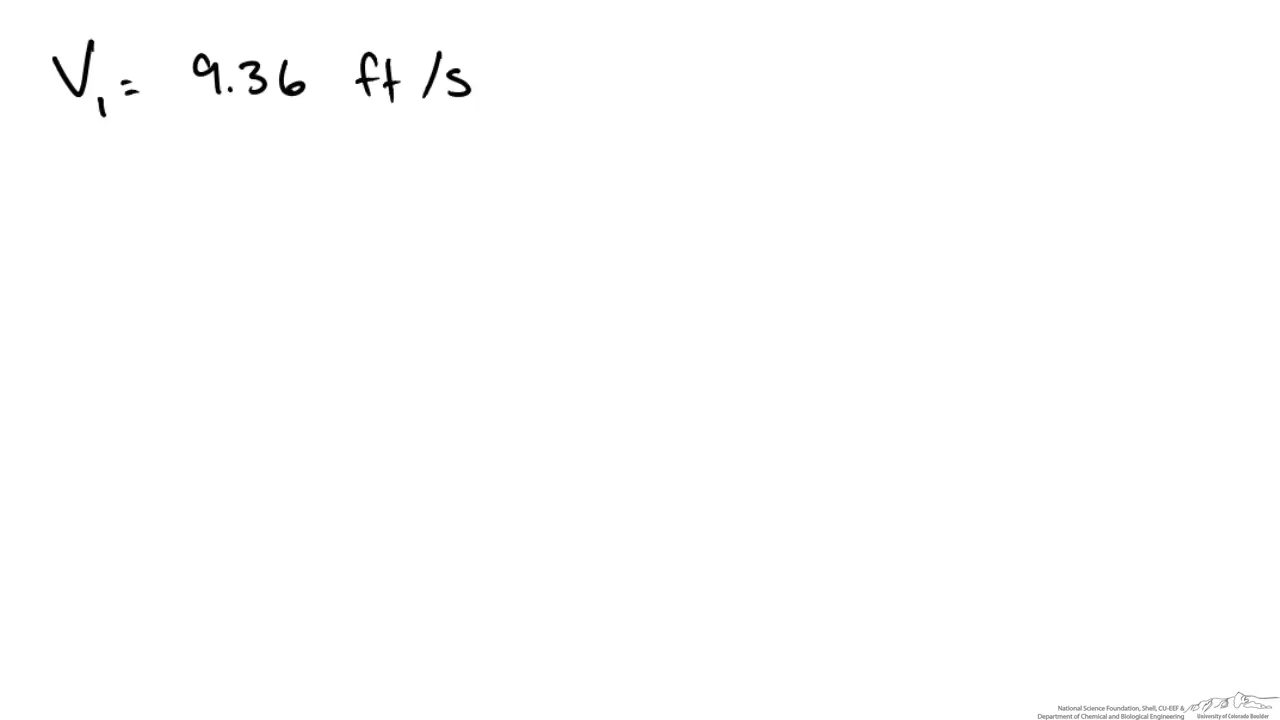 V₁ = 9.36 ft/s
National Science Foundation, Shell, CU-EEF &
Department of Chemical and Biological Engineering
University of Colorado Boulder